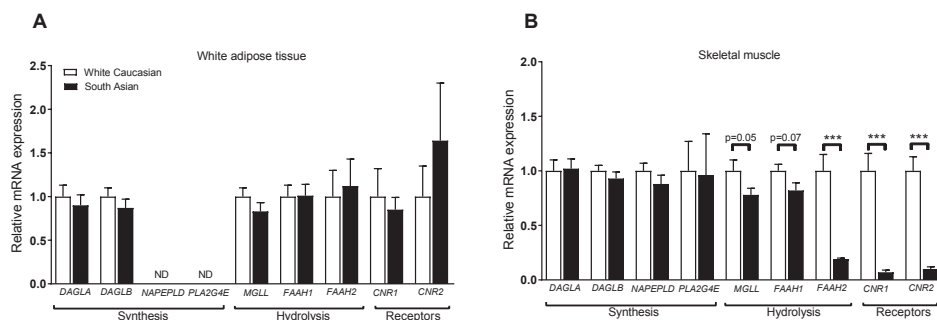 A
White adipose tissue
Relative mRNA expression
2.5
2.0
1.5
1.0
0.5
0.0
White Caucasian
South Asian
ND
ND
DAGLA
DAGLB
NAPEPLD
PLA2G4E
MGLL
FAAH1
FAAH2
CNR1
CNR2
Synthesis
Hydrolysis
Receptors
B
Skeletal muscle
Relative mRNA expression
2.0
1.5
1.0
0.5
0.0
p=0.05
p=0.07
***
***
***
DAGLA
DAGLB
NAPEPLD
PLA2G4E
MGLL
FAAH1
FAAH2
CNR1
CNR2
Synthesis
Hydrolysis
Receptors